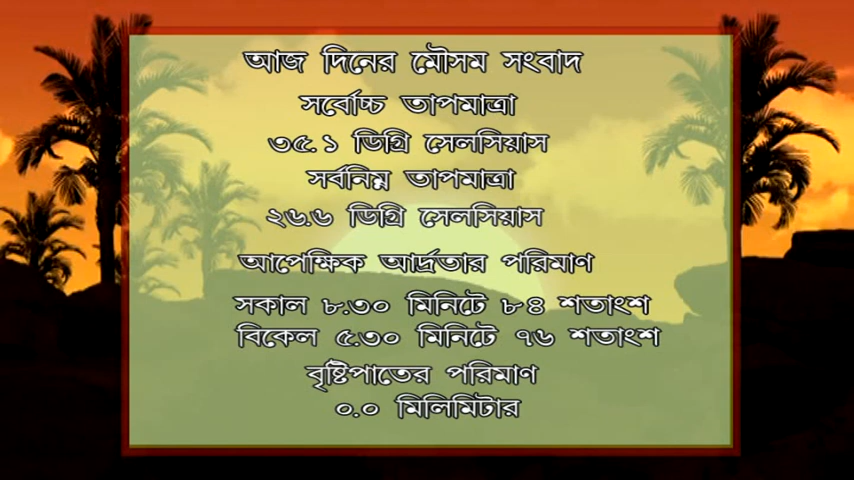 আজ দিনের মৌসম সংবাদ
সর্বোচ্চ তাপমাত্রা
৩৫.১ ডিগ্রি সেলসিয়াস
সর্বনিম্ন তাপমাত্রা
২৬.৬ ডিগ্রি সেলসিয়াস
আপেক্ষিক আর্দ্রতার পরিমাণ
সকাল ৮.৩০ মিনিটে ৮৪ শতাংশ
বিকেল ৫.৩০ মিনিটে ৭৬ শতাংশ
বৃষ্টিপাতের পরিমাণ
০.০ মিলিমিটার